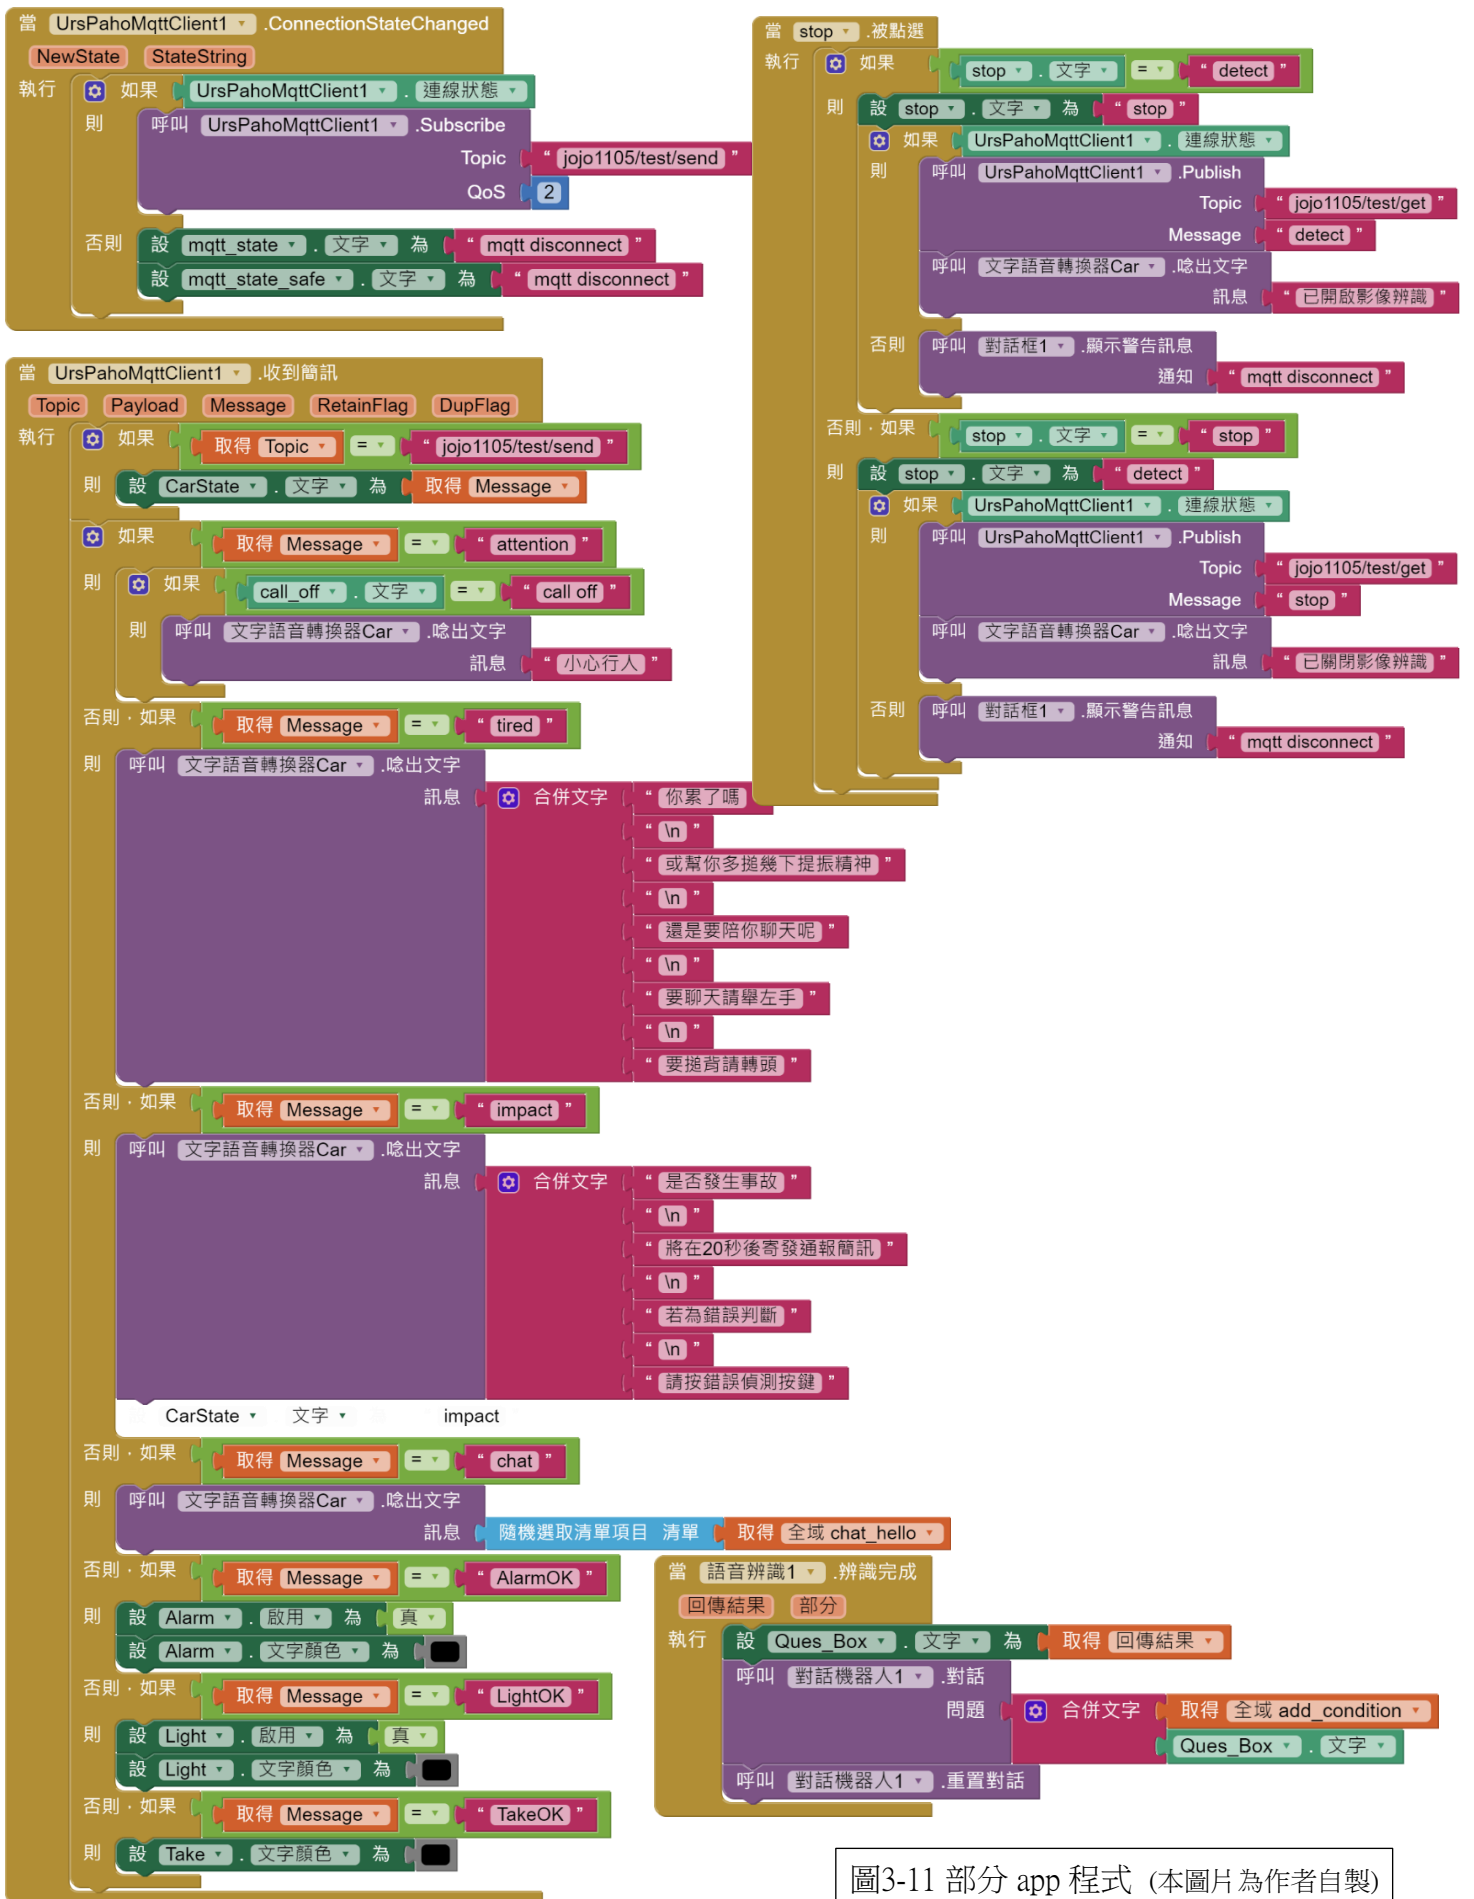 當 UrsPahoMqttClient1 .ConnectionStateChanged
NewState StateString
執行 如果 UrsPahoMqttClient1 . 連線狀態
則 呼叫 UrsPahoMqttClient1 .Subscribe
Topic “ jojo1105/test/send ”
QoS 2
否則 設 mqtt_state . 文字 為 “ mqtt disconnect ”
設 mqtt_state_safe . 文字 為 “ mqtt disconnect ”
當 UrsPahoMqttClient1 .收到簡訊
Topic Payload Message RetainFlag DupFlag
執行 如果 取得 Topic = “ jojo1105/test/send ”
則 設 CarState . 文字 為 取得 Message
如果 取得 Message = “ attention ”
則 如果 call_off . 文字 = “ call off ”
則 呼叫 文字語音轉換器Car .唸出文字
訊息 “ 小心行人 ”
否則 · 如果 取得 Message = “ tired ”
則 呼叫 文字語音轉換器Car .唸出文字
訊息 合併文字 “ 你累了嗎
“ \n ”
“ 或幫你多搥幾下提振精神 ”
“ \n ”
“ 還是要陪你聊天呢 ”
“ \n ”
“ 要聊天請舉左手 ”
“ \n ”
“ 要搥背請轉頭 ”
否則 · 如果 取得 Message = “ impact ”
則 呼叫 文字語音轉換器Car .唸出文字
訊息 合併文字 “ 是否發生事故 ”
“ \n ”
“ 將在20秒後寄發通報簡訊 ”
“ \n ”
“ 若為錯誤判斷 ”
“ \n ”
“ 請按錯誤偵測按鍵 ”
CarState 文字 impact
否則 · 如果 取得 Message = “ chat ”
則 呼叫 文字語音轉換器Car .唸出文字
訊息 隨機選取清單項目 清單 取得 全域 chat_hello
否則 · 如果 取得 Message = “ AlarmOK ”
則 設 Alarm . 啟用 為 真
設 Alarm . 文字顏色 為
否則 · 如果 取得 Message = “ LightOK ”
則 設 Light . 啟用 為 真
設 Light . 文字顏色 為
否則 · 如果 取得 Message = “ TakeOK ”
則 設 Take . 文字顏色 為
當 stop .被點選
執行 如果 stop . 文字 = “ detect ”
則 設 stop . 文字 為 “ stop ”
如果 UrsPahoMqttClient1 . 連線狀態
則 呼叫 UrsPahoMqttClient1 .Publish
Topic “ jojo1105/test/get ”
Message “ detect ”
呼叫 文字語音轉換器Car .唸出文字
訊息 “ 已開啟影像辨識 ”
否則 呼叫 對話框1 .顯示警告訊息
通知 “ mqtt disconnect ”
否則 · 如果 stop . 文字 = “ stop ”
則 設 stop . 文字 為 “ detect ”
如果 UrsPahoMqttClient1 . 連線狀態
則 呼叫 UrsPahoMqttClient1 .Publish
Topic “ jojo1105/test/get ”
Message “ stop ”
呼叫 文字語音轉換器Car .唸出文字
訊息 “ 已關閉影像辨識 ”
否則 呼叫 對話框1 .顯示警告訊息
通知 “ mqtt disconnect ”
當 語音辨識1 .辨識完成
回傳結果 部分
執行 設 Ques_Box . 文字 為 取得 回傳結果
呼叫 對話機器人1 .對話
問題 合併文字 取得 全域 add_condition
Ques_Box . 文字
呼叫 對話機器人1 .重置對話
圖3-11 部分 app 程式 (本圖片為作者自製)